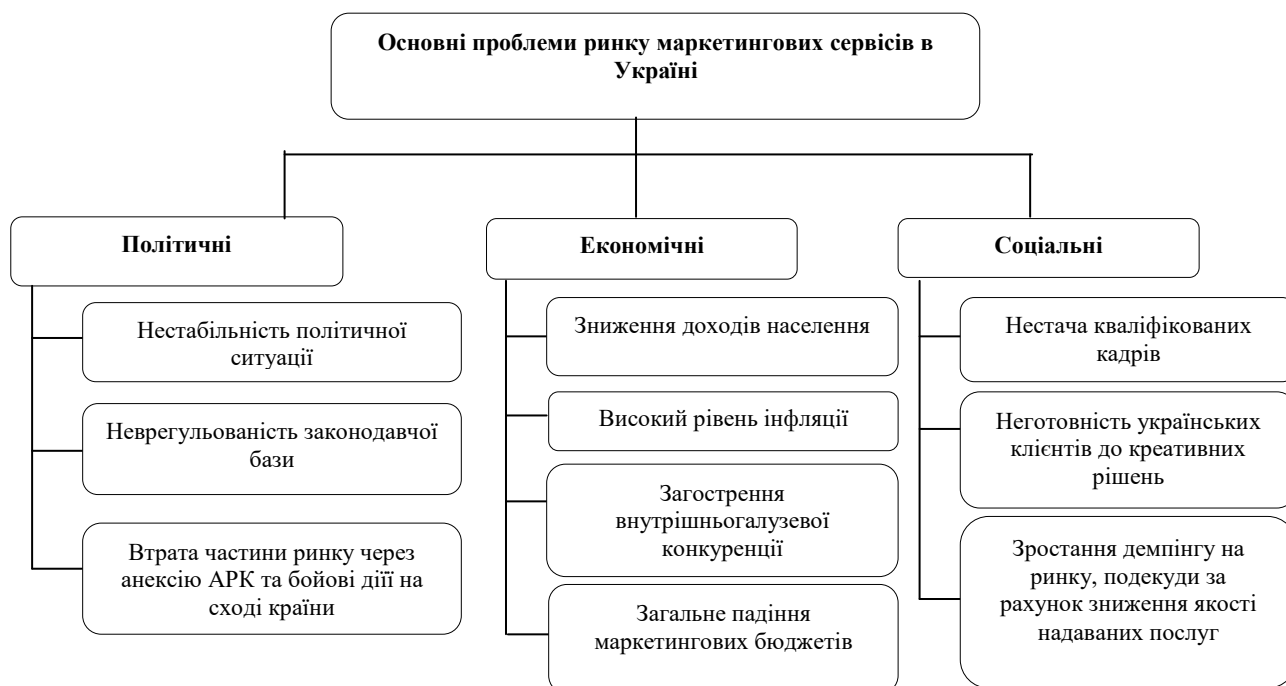 Основні проблеми ринку маркетингових сервісів в
Україні
Політичні
Нестабільність політичної
ситуації
Неврегульованість законодавчої
бази
Втрата частини ринку через
анексію АРК та бойові діїї на
сході країни
Економічні
Зниження доходів населення
Високий рівень інфляції
Загострення
внутрішньогалузевої
конкуренції
Загальне падіння
маркетингових бюджетів
Соціальні
Нестача кваліфікованих
кадрів
Неготовність українських
клієнтів до креативних
рішень
Зростання демпінгу на
ринку, подекуди за
рахунок зниження якості
надаваних послуг